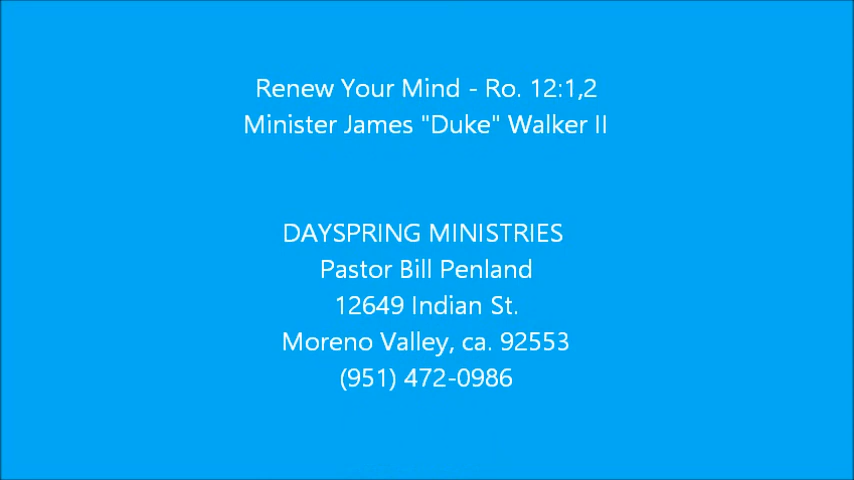 Renew Your Mind - Ro. 12:1,2
Minister James "Duke" Walker II
DAYSPRING MINISTRIES
Pastor Bill Penland
12649 Indian St.
Moreno Valley, ca. 92553
(951) 472-0986